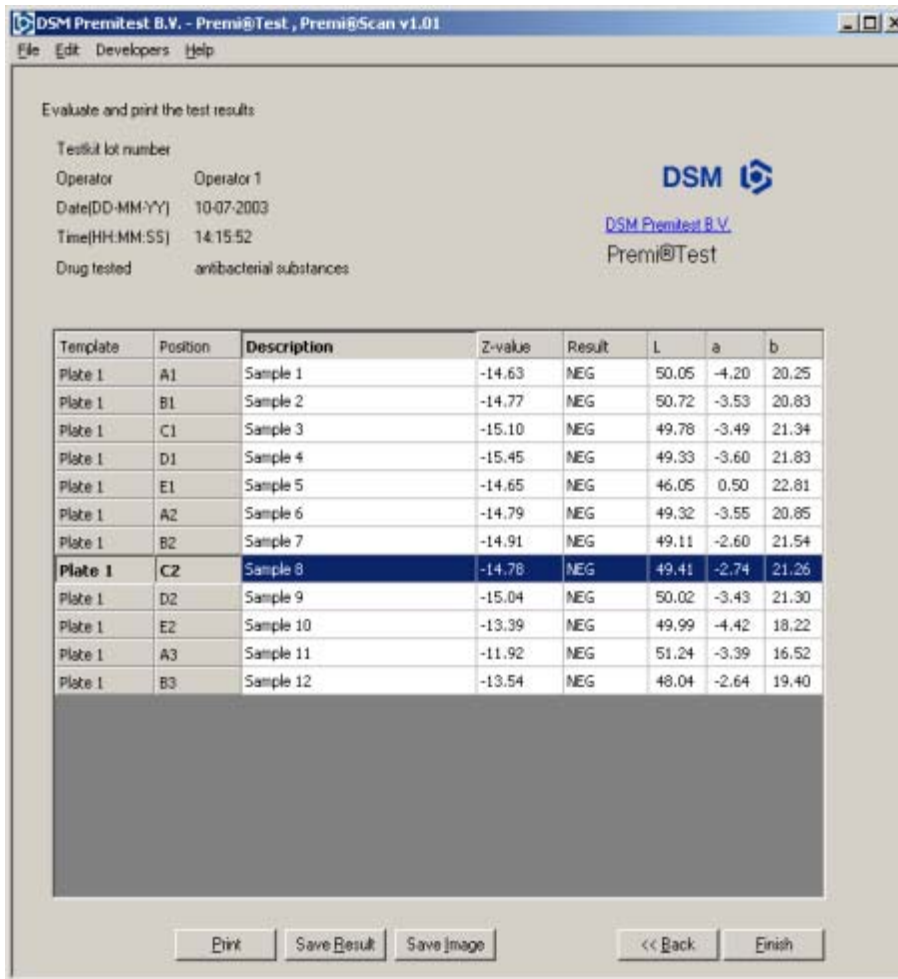 DSM Premitest B.V. - Premi®Test , Premi®Scan v1.01
File Edit Developers Help
Evaluate and print the test results
Testkit lot number
Operator Operator 1
Date(DD-MM-YY) 10-07-2003
Time(HH:MM:SS) 14:15:52
Drug tested antibacterial substances
DSM
DSM Premitest B.V.
Premi®Test
Template Position Description Z-value Result L a b
Plate 1 A1 Sample 1 -14.63 NEG 50.05 -4.20 20.25
Plate 1 B1 Sample 2 -14.77 NEG 50.72 -3.53 20.83
Plate 1 C1 Sample 3 -15.10 NEG 49.78 -3.49 21.34
Plate 1 D1 Sample 4 -15.45 NEG 49.33 -3.60 21.83
Plate 1 E1 Sample 5 -14.65 NEG 46.05 0.50 22.81
Plate 1 A2 Sample 6 -14.79 NEG 49.32 -3.55 20.85
Plate 1 B2 Sample 7 -14.91 NEG 49.11 -2.60 21.54
Plate 1 C2 Sample 8 -14.78 NEG 49.41 -2.74 21.26
Plate 1 D2 Sample 9 -15.04 NEG 50.02 -3.43 21.30
Plate 1 E2 Sample 10 -13.39 NEG 49.99 -4.42 18.22
Plate 1 A3 Sample 11 -11.92 NEG 51.24 -3.39 16.52
Plate 1 B3 Sample 12 -13.54 NEG 48.04 -2.64 19.40
Print Save Result Save Image << Back Finish